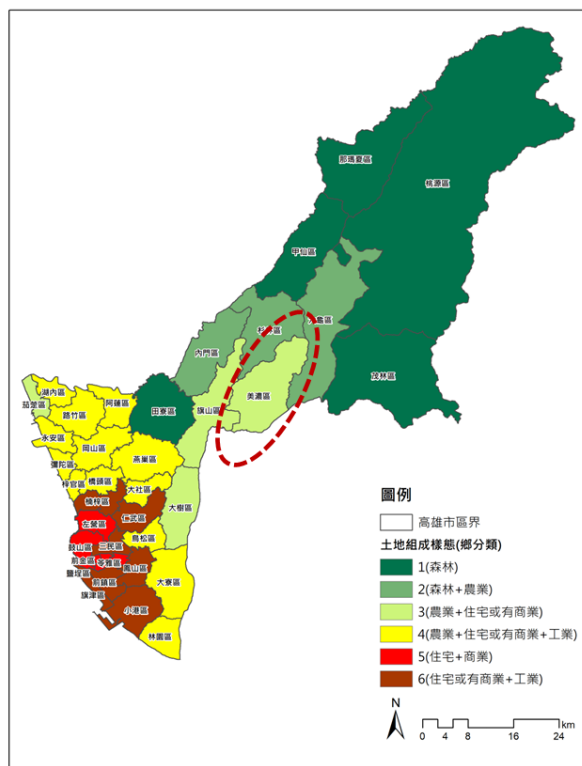 那瑪夏區
桃源區
甲仙區
六龜區
杉林區
內門區
美濃區
茂林區
旗山區
田寮區
湖內區
阿蓮區
茄萣區
路竹區
永安區
岡山區
彌陀區
燕巢區
梓官區
橋頭區
大社區
大樹區
楠梓區
仁武區
左營區
鳥松區
鼓山區
三民區
前金區
苓雅區
鳳山區
鹽埕區
前鎮區
大寮區
旗津區
小港區
林園區
圖例
高雄市區界
土地組成樣態(鄉分類)
1(森林)
2(森林+農業)
3(農業+住宅或有商業)
4(農業+住宅或有商業+工業)
5(住宅+商業)
6(住宅或有商業+工業)
N
km
0 4 8 16 24